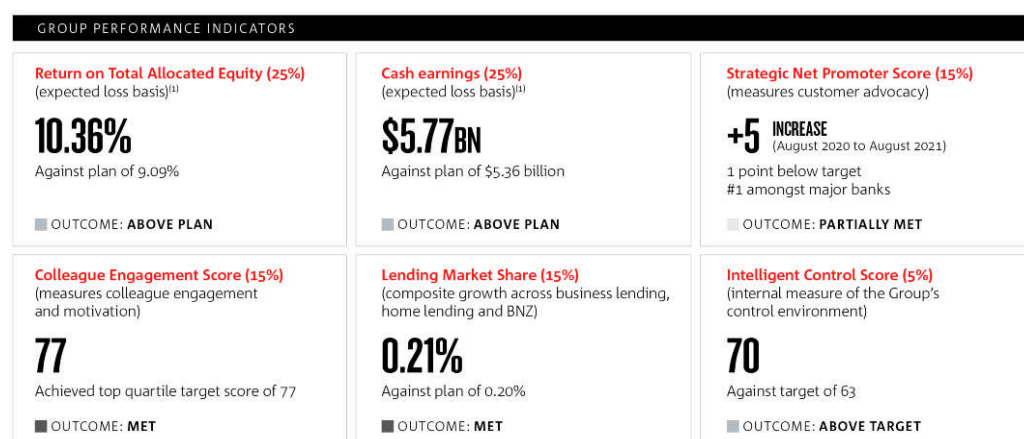 GROUP PERFORMANCE INDICATORS
Return on Total Allocated Equity (25%)
(expected loss basis)(1)
10.36%
Against plan of 9.09%
OUTCOME: ABOVE PLAN
Cash earnings (25%)
(expected loss basis)(1)
$5.77BN
Against plan of $5.36 billion
OUTCOME: ABOVE PLAN
Strategic Net Promoter Score (15%)
(measures customer advocacy)
+5 INCREASE
(August 2020 to August 2021)
1 point below target
#1 amongst major banks
OUTCOME: PARTIALLY MET
Colleague Engagement Score (15%)
(measures colleague engagement
and motivation)
77
Achieved top quartile target score of 77
OUTCOME: MET
Lending Market Share (15%)
(composite growth across business lending,
home lending and BNZ)
0.21%
Against plan of 0.20%
OUTCOME: MET
Intelligent Control Score (5%)
(internal measure of the Group's
control environment)
70
Against target of 63
OUTCOME: ABOVE TARGET